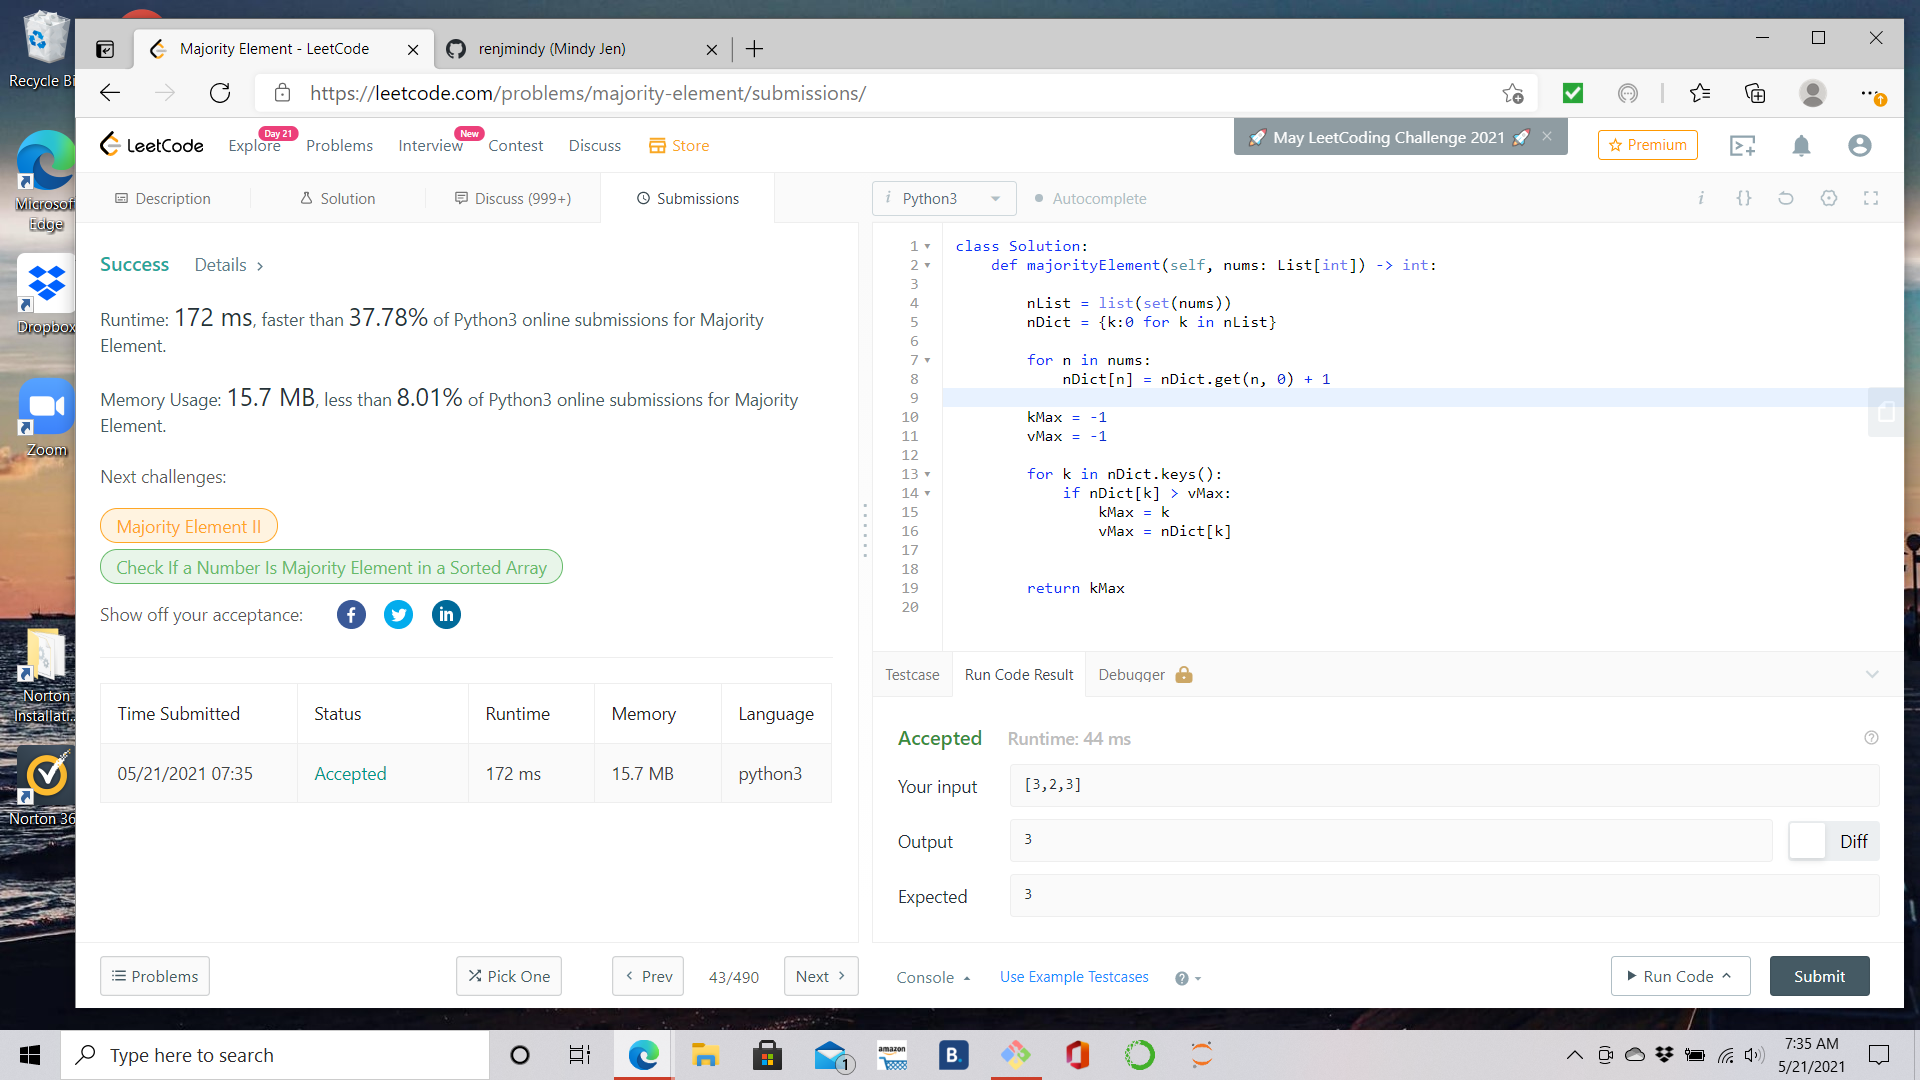 Recycle Bi
Microsof
Edge
Dropbox
Zoom
Norton
Installati..
Norton 36
Majority Element - LeetCode
renjmindy (Mindy Jen)
https://leetcode.com/problems/majority-element/submissions/
LeetCode
Explore
Day 21
Problems
Interview
New
Contest
Discuss
Store
May LeetCoding Challenge 2021
Premium
Description
Solution
Discuss (999+)
Submissions
i Python3
Autocomplete
i {}
Success Details >
Runtime: 172 ms, faster than 37.78% of Python3 online submissions for Majority
Element.
Memory Usage: 15.7 MB, less than 8.01% of Python3 online submissions for Majority
Element.
Next challenges:
Majority Element II
Check If a Number Is Majority Element in a Sorted Array
Show off your acceptance:
Time Submitted Status Runtime Memory Language
05/21/2021 07:35 Accepted 172 ms 15.7 MB python3
Problems
Pick One
Prev
43/490
Next
1 class Solution:
2 def majorityElement(self, nums: List[int]) -> int:
3
4 nList = list(set(nums))
5 nDict = {k:0 for k in nList}
6
7 for n in nums:
8 nDict[n] = nDict.get(n, 0) + 1
9
10 kMax = -1
11 vMax = -1
12
13 for k in nDict.keys():
14 if nDict[k] > vMax:
15 kMax = k
16 vMax = nDict[k]
17
18
19 return kMax
20
Testcase
Run Code Result
Debugger
Accepted Runtime: 44 ms
Your input [3,2,3]
Output 3
Diff
Expected 3
Console
Use Example Testcases
Run Code
Submit
Type here to search
1
amazon
B.
7:35 AM
5/21/2021